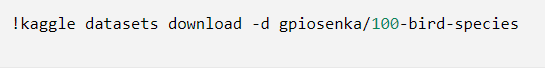 !kaggle datasets download -d gpiosenka/100-bird-species